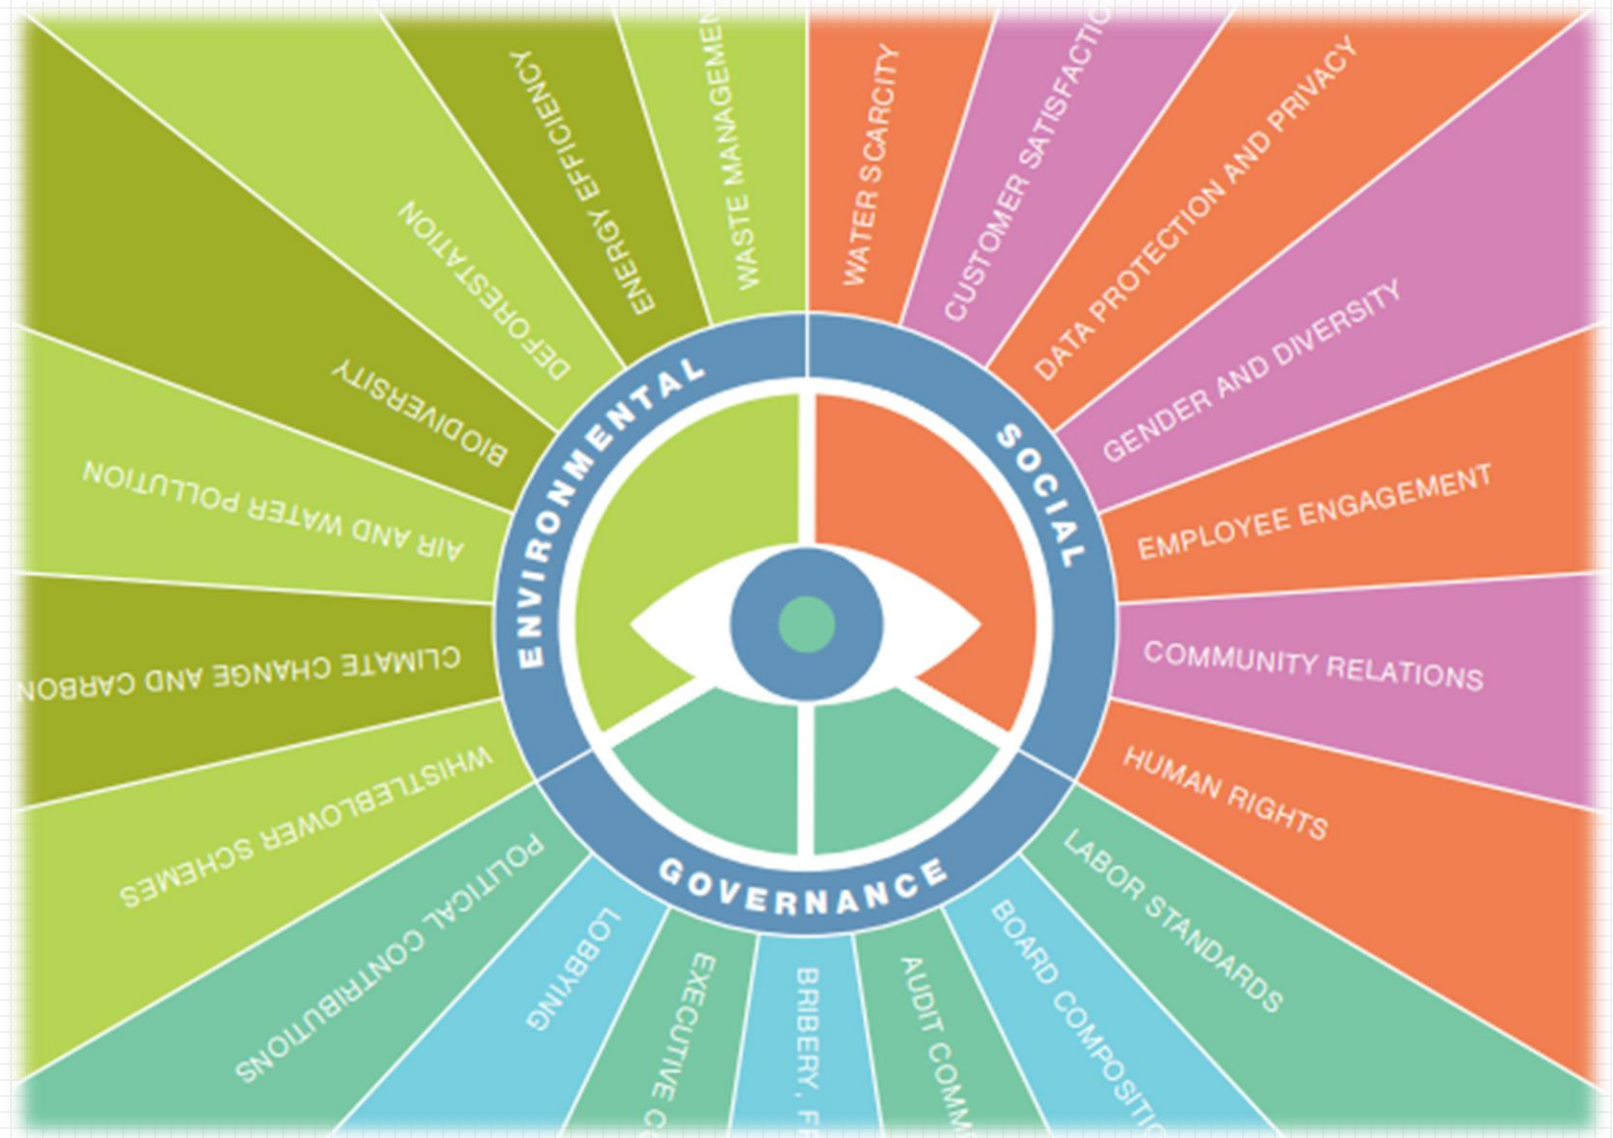 WASTE MANAGEMEN
WATER SCARCITY
CUSTOMER SATISFACTIO
DATA PROTECTION AND PRIVACY
GENDER AND DIVERSITY
EMPLOYEE ENGAGEMENT
COMMUNITY RELATIONS
HUMAN RIGHTS
LABOR STANDARDS
BOARD COMPOSITIO
AUDIT COMM
BRIBERY, F
EXECUTIVE C
LOBBYING
POLITICAL CONTRIBUTIONS
WHISTLEBLOWER SCHEMES
CLIMATE CHANGE AND CARBON
AIR AND WATER POLLUTION
BIODIVERSITY
DEFORESTATION
ENERGY EFFICIENCY
ENVIRONMENTAL
SOCIAL
GOVERNANCE